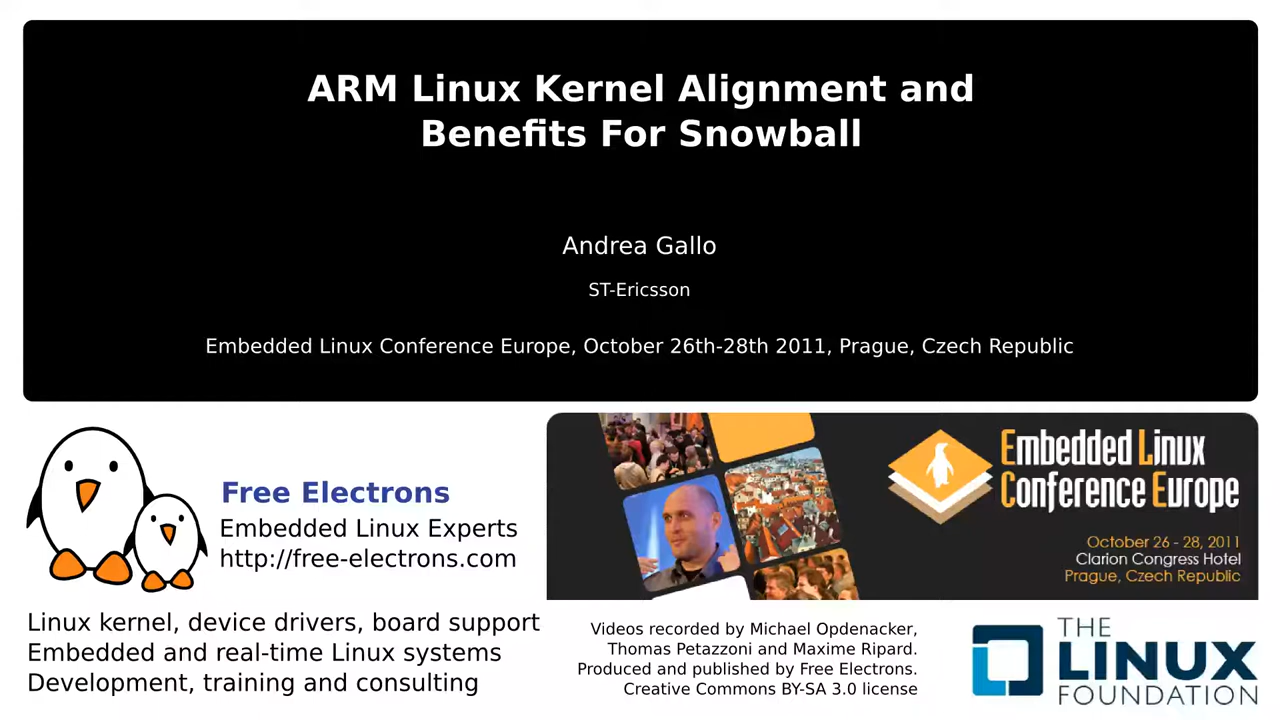 ARM Linux Kernel Alignment and
Benefits For Snowball
Andrea Gallo
ST-Ericsson
Embedded Linux Conference Europe, October 26th-28th 2011, Prague, Czech Republic
Free Electrons
Embedded Linux Experts
http://free-electrons.com
Linux kernel, device drivers, board support
Embedded and real-time Linux systems
Development, training and consulting
Embedded Linux
Conference Europe
October 26 - 28, 2011
Clarion Congress Hotel
Prague, Czech Republic
Videos recorded by Michael Opdenacker,
Thomas Petazzoni and Maxime Ripard.
Produced and published by Free Electrons.
Creative Commons BY-SA 3.0 license
THE
LINUX
FOUNDATION